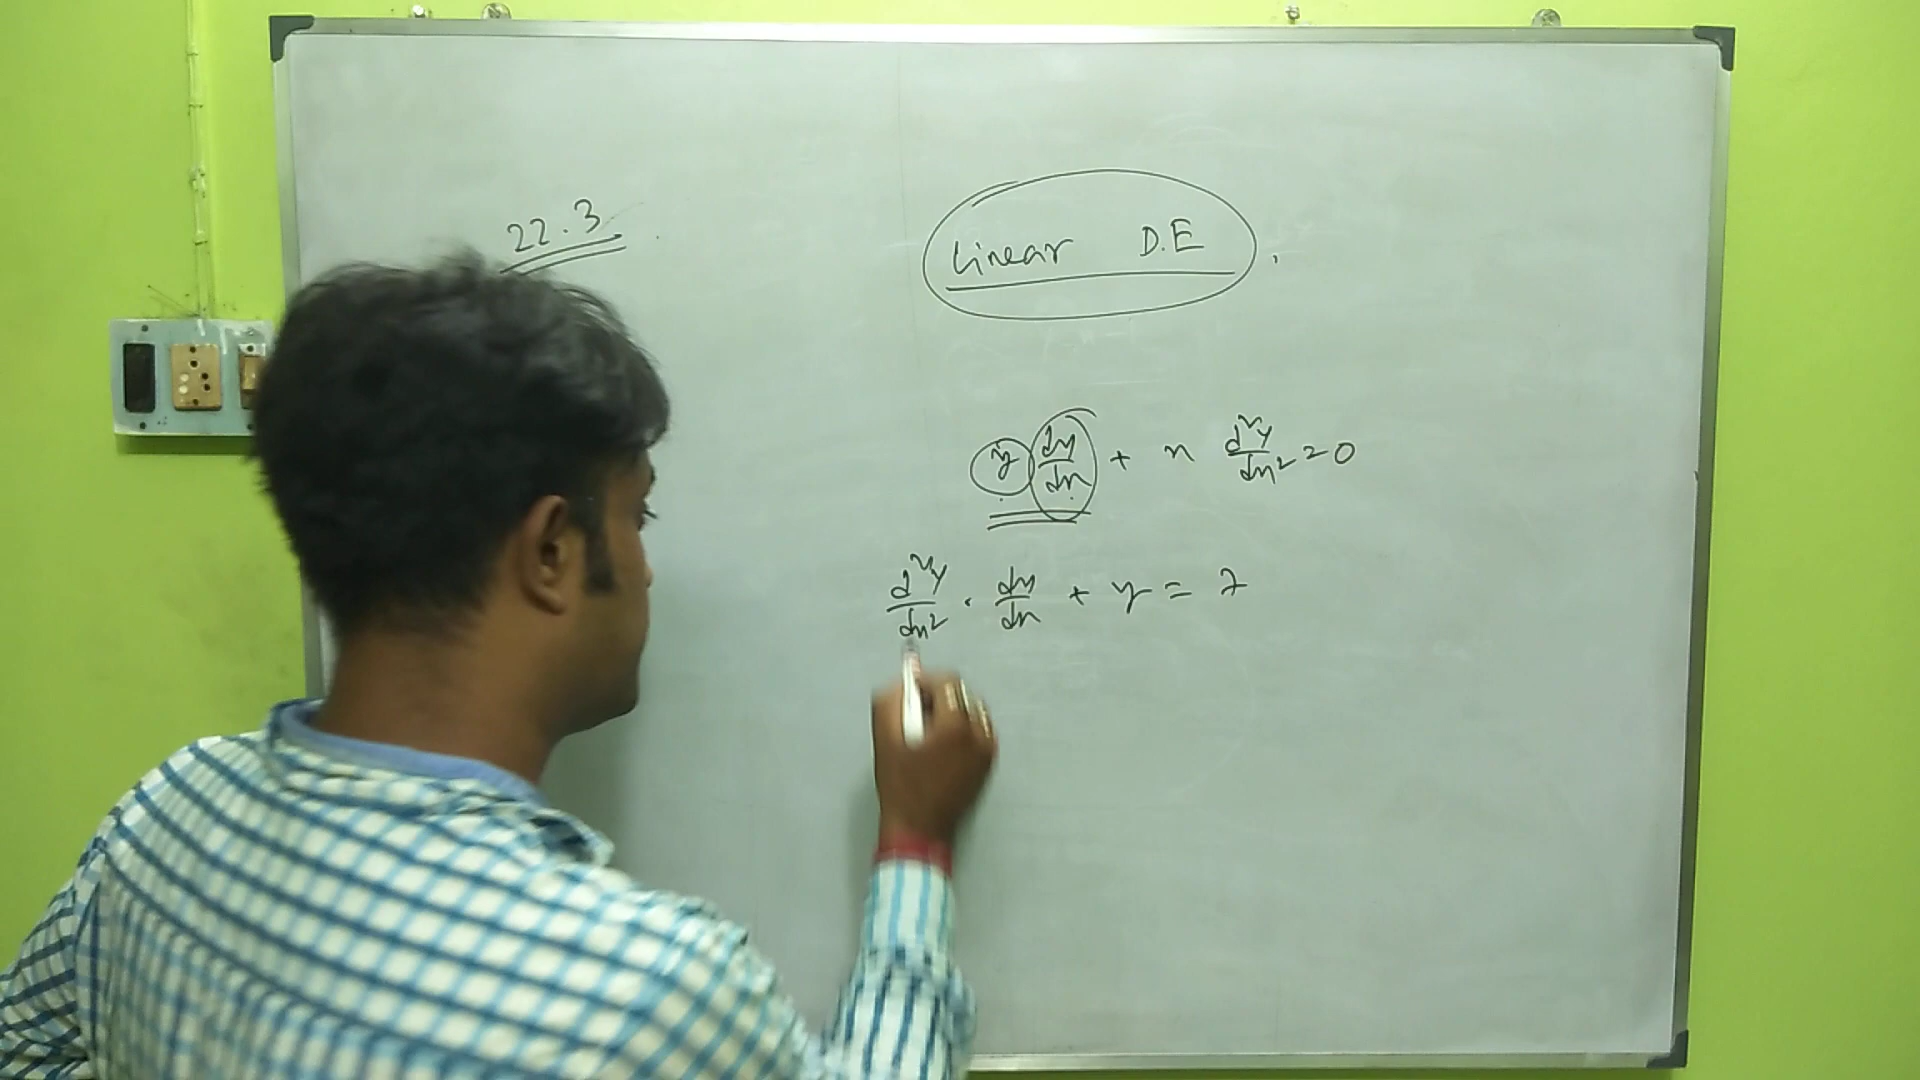 22.3
Linear D.E
y dy/dx + x d²y/dx² = 0
d²y/dx² . dy/dx + y = 7